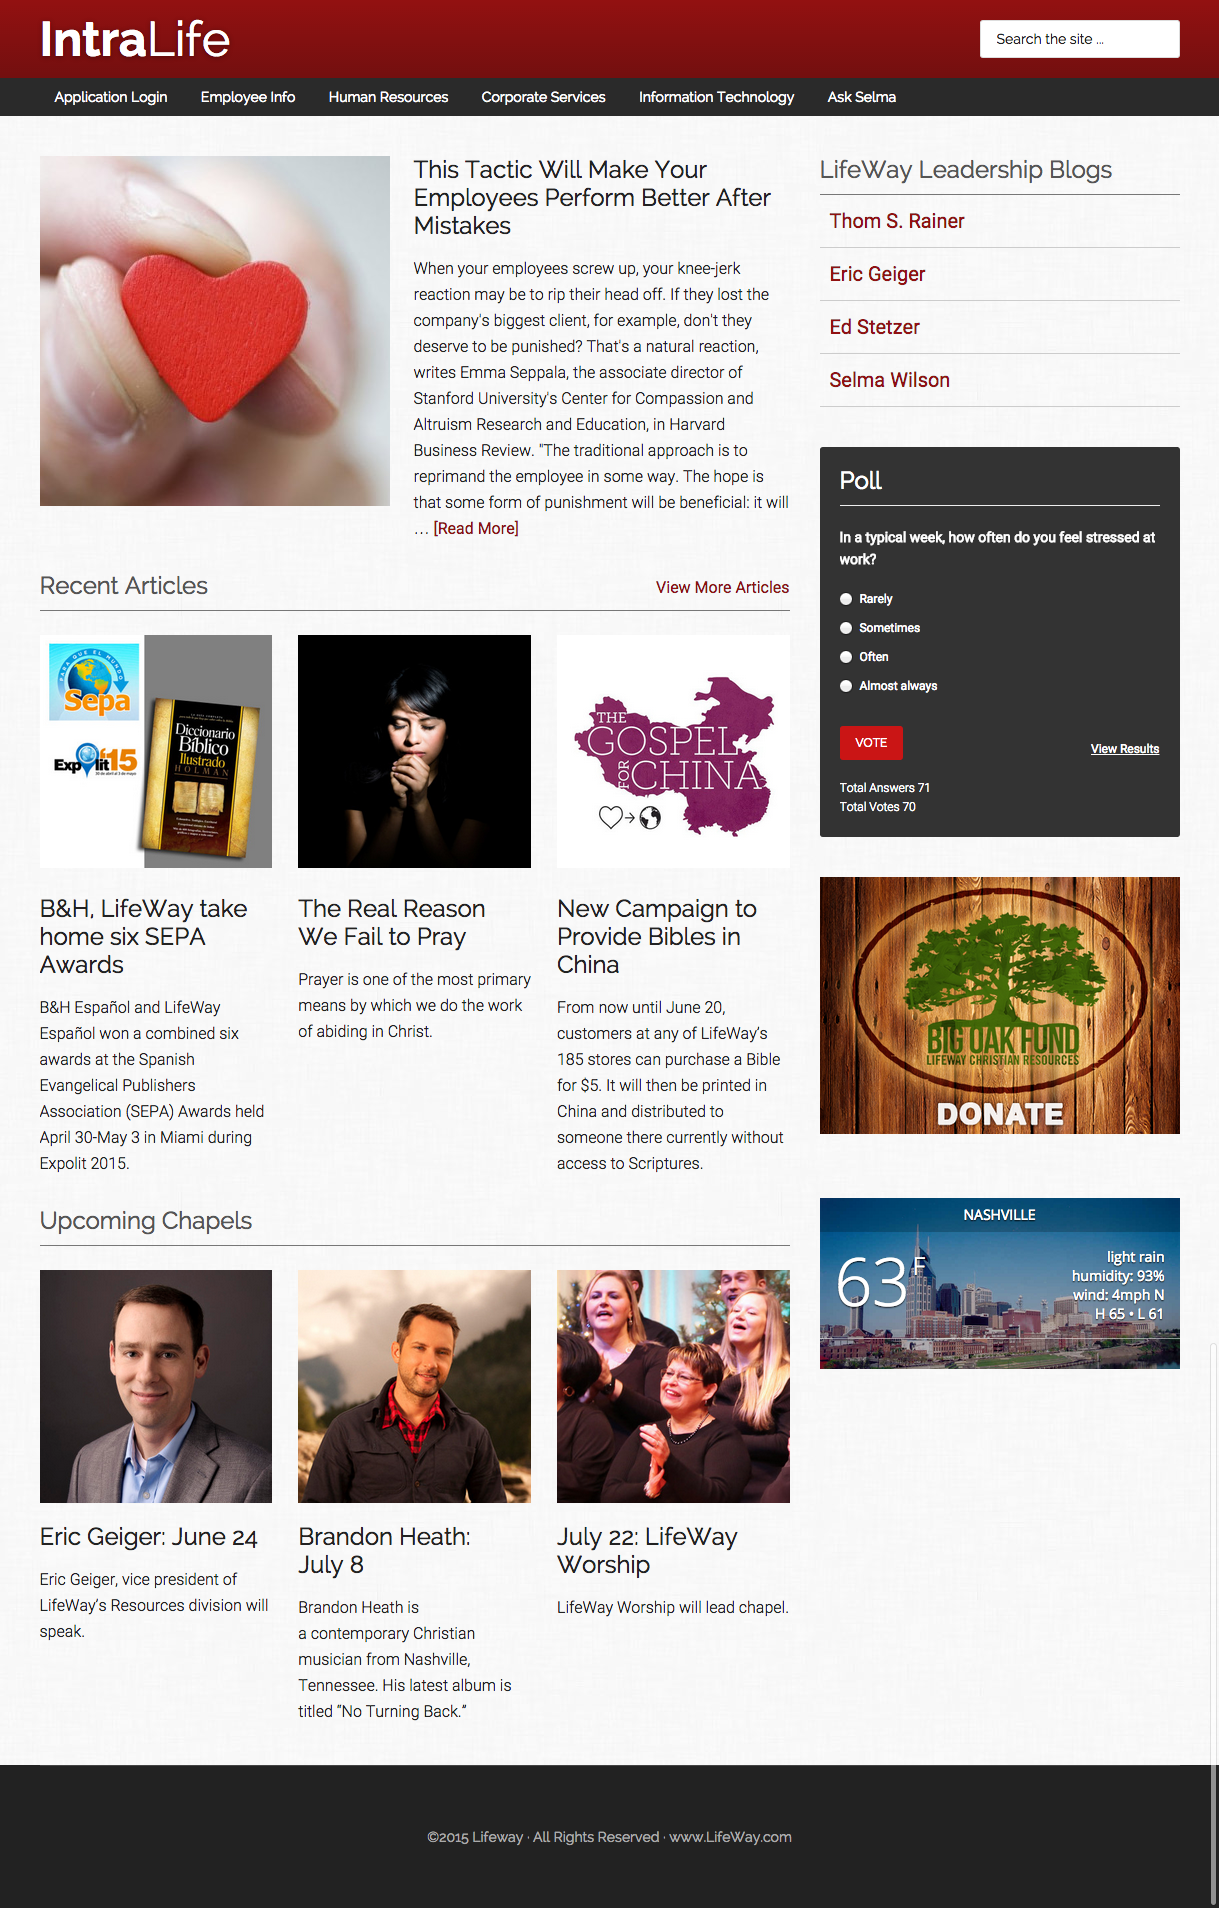 IntraLife
Search the site ...
Application Login
Employee Info
Human Resources
Corporate Services
Information Technology
Ask Selma
This Tactic Will Make Your
Employees Perform Better After
Mistakes
When your employees screw up, your knee-jerk
reaction may be to rip their head off. If they lost the
company's biggest client, for example, don't they
deserve to be punished? That's a natural reaction,
writes Emma Seppala, the associate director of
Stanford University's Center for Compassion and
Altruism Research and Education, in Harvard
Business Review. "The traditional approach is to
reprimand the employee in some way. The hope is
that some form of punishment will be beneficial: it will
… [Read More]
LifeWay Leadership Blogs
Thom S. Rainer
Eric Geiger
Ed Stetzer
Selma Wilson
Poll
In a typical week, how often do you feel stressed at
work?
Rarely
Sometimes
Often
Almost always
VOTE
View Results
Total Answers 71
Total Votes 70
Recent Articles
View More Articles
PARA QUE EL MUNDO
Sepa
Expolit'15
30 de abril al 3 de mayo
Diccionario
Bíblico
Ilustrado
HOLMAN
THE
GOSPEL
FOR
CHINA
B&H, LifeWay take
home six SEPA
Awards
B&H Español and LifeWay
Español won a combined six
awards at the Spanish
Evangelical Publishers
Association (SEPA) Awards held
April 30-May 3 in Miami during
Expolit 2015.
The Real Reason
We Fail to Pray
Prayer is one of the most primary
means by which we do the work
of abiding in Christ.
New Campaign to
Provide Bibles in
China
From now until June 20,
customers at any of LifeWay’s
185 stores can purchase a Bible
for $5. It will then be printed in
China and distributed to
someone there currently without
access to Scriptures.
BIG OAK FUND
LIFEWAY CHRISTIAN RESOURCES
DONATE
NASHVILLE
63 F
light rain
humidity: 93%
wind: 4mph N
H 65 • L 61
Upcoming Chapels
Eric Geiger: June 24
Eric Geiger, vice president of
LifeWay’s Resources division will
speak.
Brandon Heath:
July 8
Brandon Heath is
a contemporary Christian
musician from Nashville,
Tennessee. His latest album is
titled “No Turning Back.”
July 22: LifeWay
Worship
LifeWay Worship will lead chapel.
©2015 Lifeway · All Rights Reserved · www.LifeWay.com